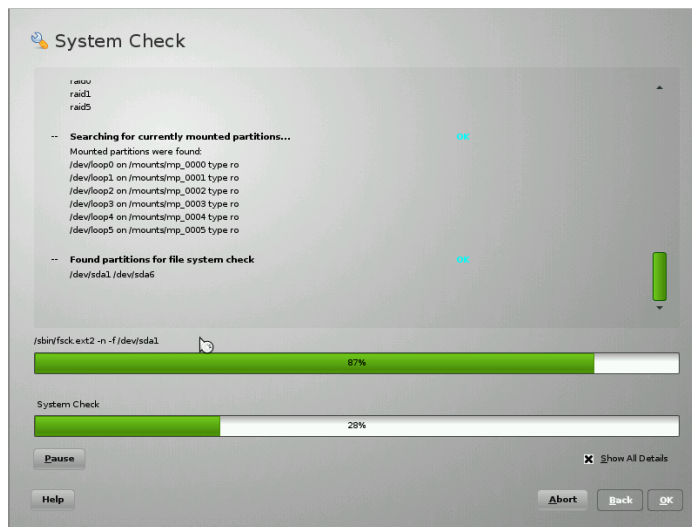 System Check
raid0
raid1
raid5
-- Searching for currently mounted partitions... OK
Mounted partitions were found:
/dev/loop0 on /mounts/mp_0000 type ro
/dev/loop1 on /mounts/mp_0001 type ro
/dev/loop2 on /mounts/mp_0002 type ro
/dev/loop3 on /mounts/mp_0003 type ro
/dev/loop4 on /mounts/mp_0004 type ro
/dev/loop5 on /mounts/mp_0005 type ro
-- Found partitions for file system check OK
/dev/sda1 /dev/sda6
/sbin/fsck.ext2 -n -f /dev/sda1
87%
System Check
28%
Pause
Show All Details
Help
Abort
Back
OK